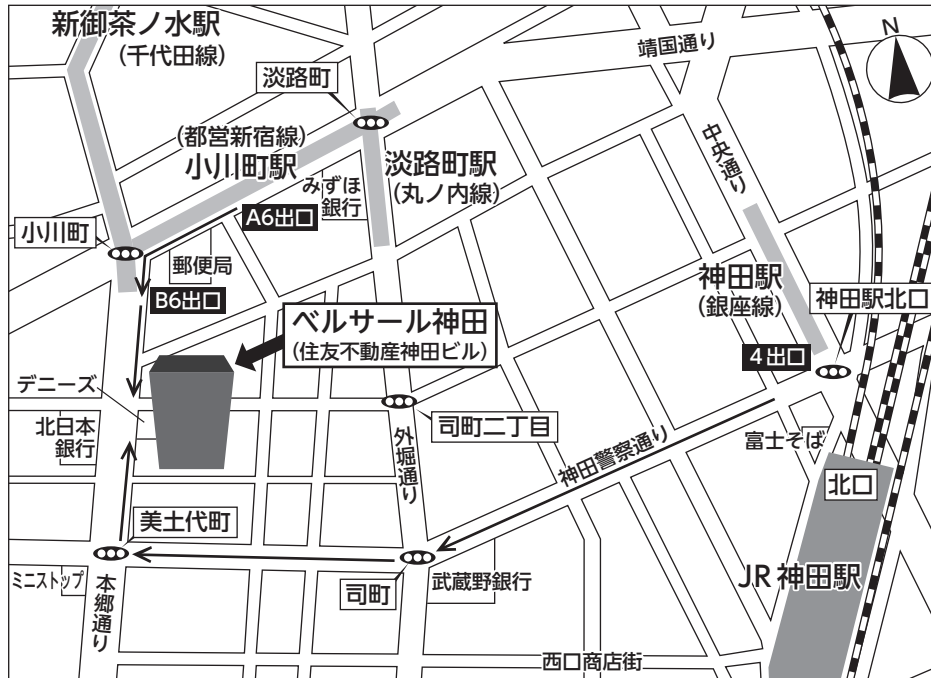 新御茶ノ水駅
(千代田線)
靖国通り
N
淡路町
(都営新宿線)
小川町駅
淡路町駅
(丸ノ内線)
中央通り
みずほ
銀行
A6出口
小川町
郵便局
B6出口
神田駅
(銀座線)
神田駅北口
ベルサール神田
(住友不動産神田ビル)
4出口
デニーズ
北日本
銀行
司町二丁目
外堀通り
神田警察通り
富士そば
北口
美土代町
ミニストップ
本郷通り
司町
武蔵野銀行
JR神田駅
西口商店街